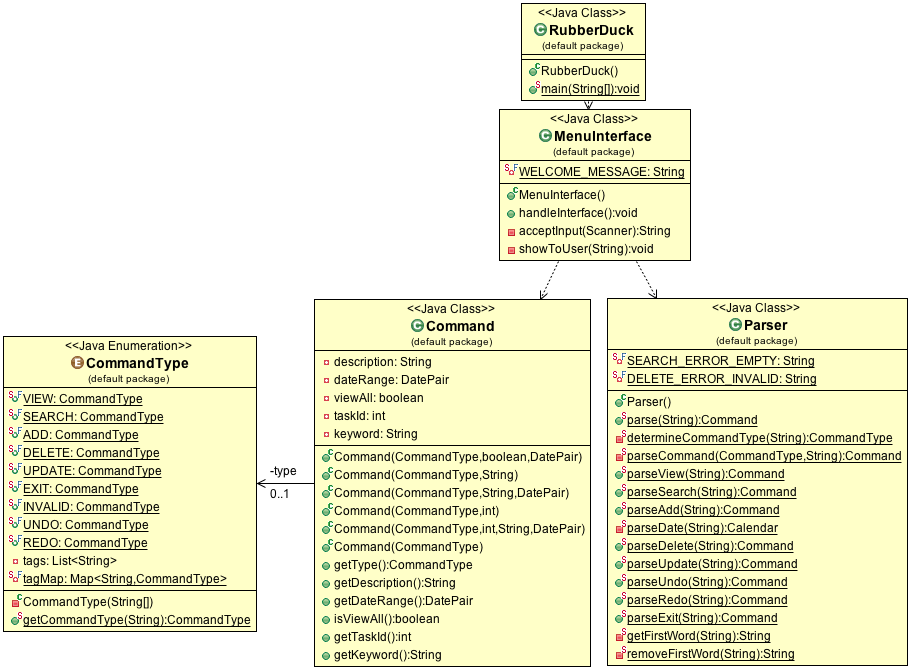 <<Java Class>>
RubberDuck
(default package)
RubberDuck()
main(String[]):void
<<Java Class>>
MenuInterface
(default package)
WELCOME_MESSAGE: String
MenuInterface()
handleInterface():void
acceptInput(Scanner):String
showToUser(String):void
<<Java Class>>
Command
(default package)
description: String
dateRange: DatePair
viewAll: boolean
taskId: int
keyword: String
Command(CommandType,boolean,DatePair)
Command(CommandType,String)
Command(CommandType,String,DatePair)
Command(CommandType,int)
Command(CommandType,int,String,DatePair)
Command(CommandType)
getType():CommandType
getDescription():String
getDateRange():DatePair
isViewAll():boolean
getTaskId():int
getKeyword():String
<<Java Class>>
Parser
(default package)
SEARCH_ERROR_EMPTY: String
DELETE_ERROR_INVALID: String
Parser()
parse(String):Command
determineCommandType(String):CommandType
parseCommand(CommandType,String):Command
parseView(String):Command
parseSearch(String):Command
parseAdd(String):Command
parseDate(String):Calendar
parseDelete(String):Command
parseUpdate(String):Command
parseUndo(String):Command
parseRedo(String):Command
parseExit(String):Command
getFirstWord(String):String
removeFirstWord(String):String
<<Java Enumeration>>
CommandType
(default package)
VIEW: CommandType
SEARCH: CommandType
ADD: CommandType
DELETE: CommandType
UPDATE: CommandType
EXIT: CommandType
INVALID: CommandType
UNDO: CommandType
REDO: CommandType
tags: List<String>
tagMap: Map<String,CommandType>
CommandType(String[])
getCommandType(String):CommandType
-type
0..1